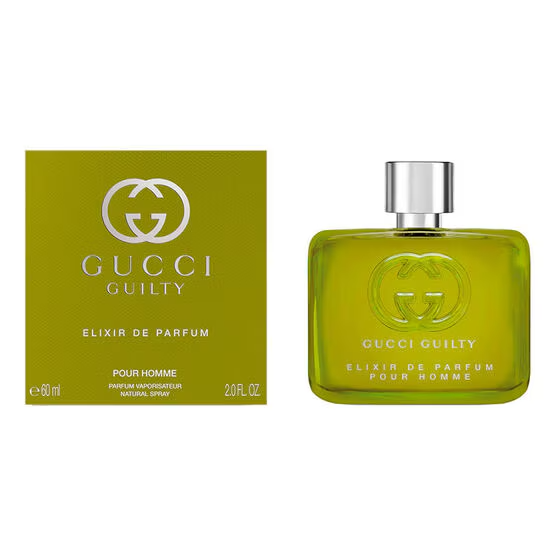 GUCCI
GUILTY
ELIXIR DE PARFUM
POUR HOMME
PARFUM VAPORISATEUR
NATURAL SPRAY
℮60 ml
2.0 FL. OZ.
GUCCI GUILTY
ELIXIR DE PARFUM
POUR HOMME